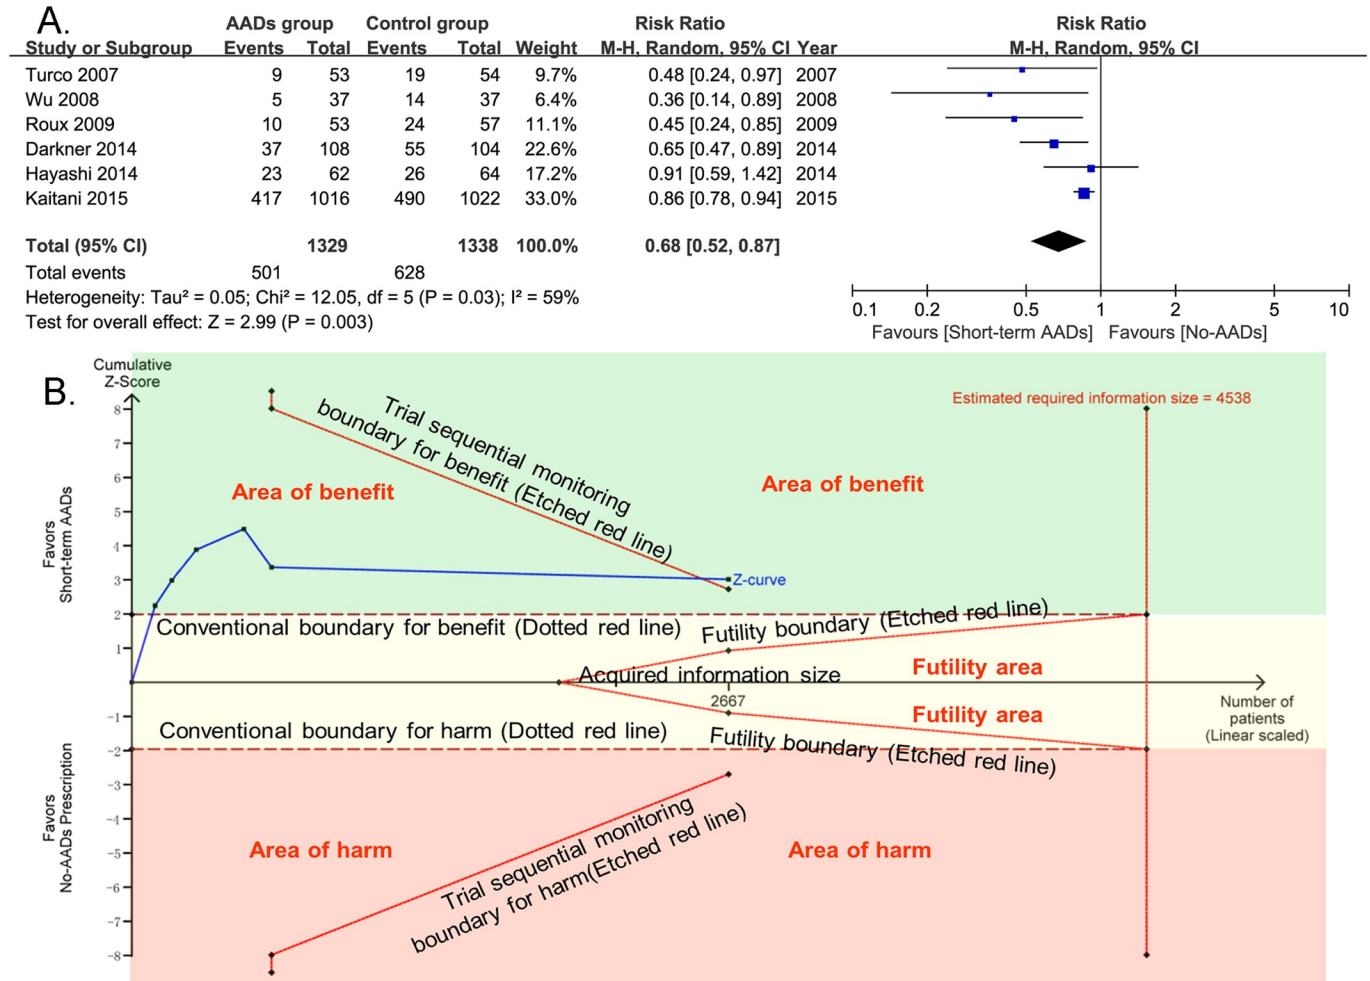 A.
AADs group Control group Risk Ratio Risk Ratio
Study or Subgroup Events Total Events Total Weight M-H, Random, 95% CI Year M-H, Random, 95% CI
Turco 2007 9 53 19 54 9.7% 0.48 [0.24, 0.97] 2007
Wu 2008 5 37 14 37 6.4% 0.36 [0.14, 0.89] 2008
Roux 2009 10 53 24 57 11.1% 0.45 [0.24, 0.85] 2009
Darkner 2014 37 108 55 104 22.6% 0.65 [0.47, 0.89] 2014
Hayashi 2014 23 62 26 64 17.2% 0.91 [0.59, 1.42] 2014
Kaitani 2015 417 1016 490 1022 33.0% 0.86 [0.78, 0.94] 2015
Total (95% CI) 1329 1338 100.0% 0.68 [0.52, 0.87]
Total events 501 628
Heterogeneity: Tau² = 0.05; Chi² = 12.05, df = 5 (P = 0.03); I² = 59%
Test for overall effect: Z = 2.99 (P = 0.003)
0.1 0.2 0.5 1 2 5 10
Favours [Short-term AADs] Favours [No-AADs]
B.
Cumulative
Z-Score
8
7
6
5
4
3
2
1
-1
-2
-3
-4
-5
-6
-7
-8
Favors
Short-term AADs
Favors
No-AADs Prescription
Trial sequential monitoring
boundary for benefit (Etched red line)
Estimated required information size = 4538
Area of benefit
Area of benefit
Z-curve
Conventional boundary for benefit (Dotted red line)
Futility boundary (Etched red line)
Acquired information size
Futility area
2667
Number of
patients
(Linear scaled)
Futility area
Conventional boundary for harm (Dotted red line)
Futility boundary (Etched red line)
Area of harm
Area of harm
Trial sequential monitoring
boundary for harm(Etched red line)